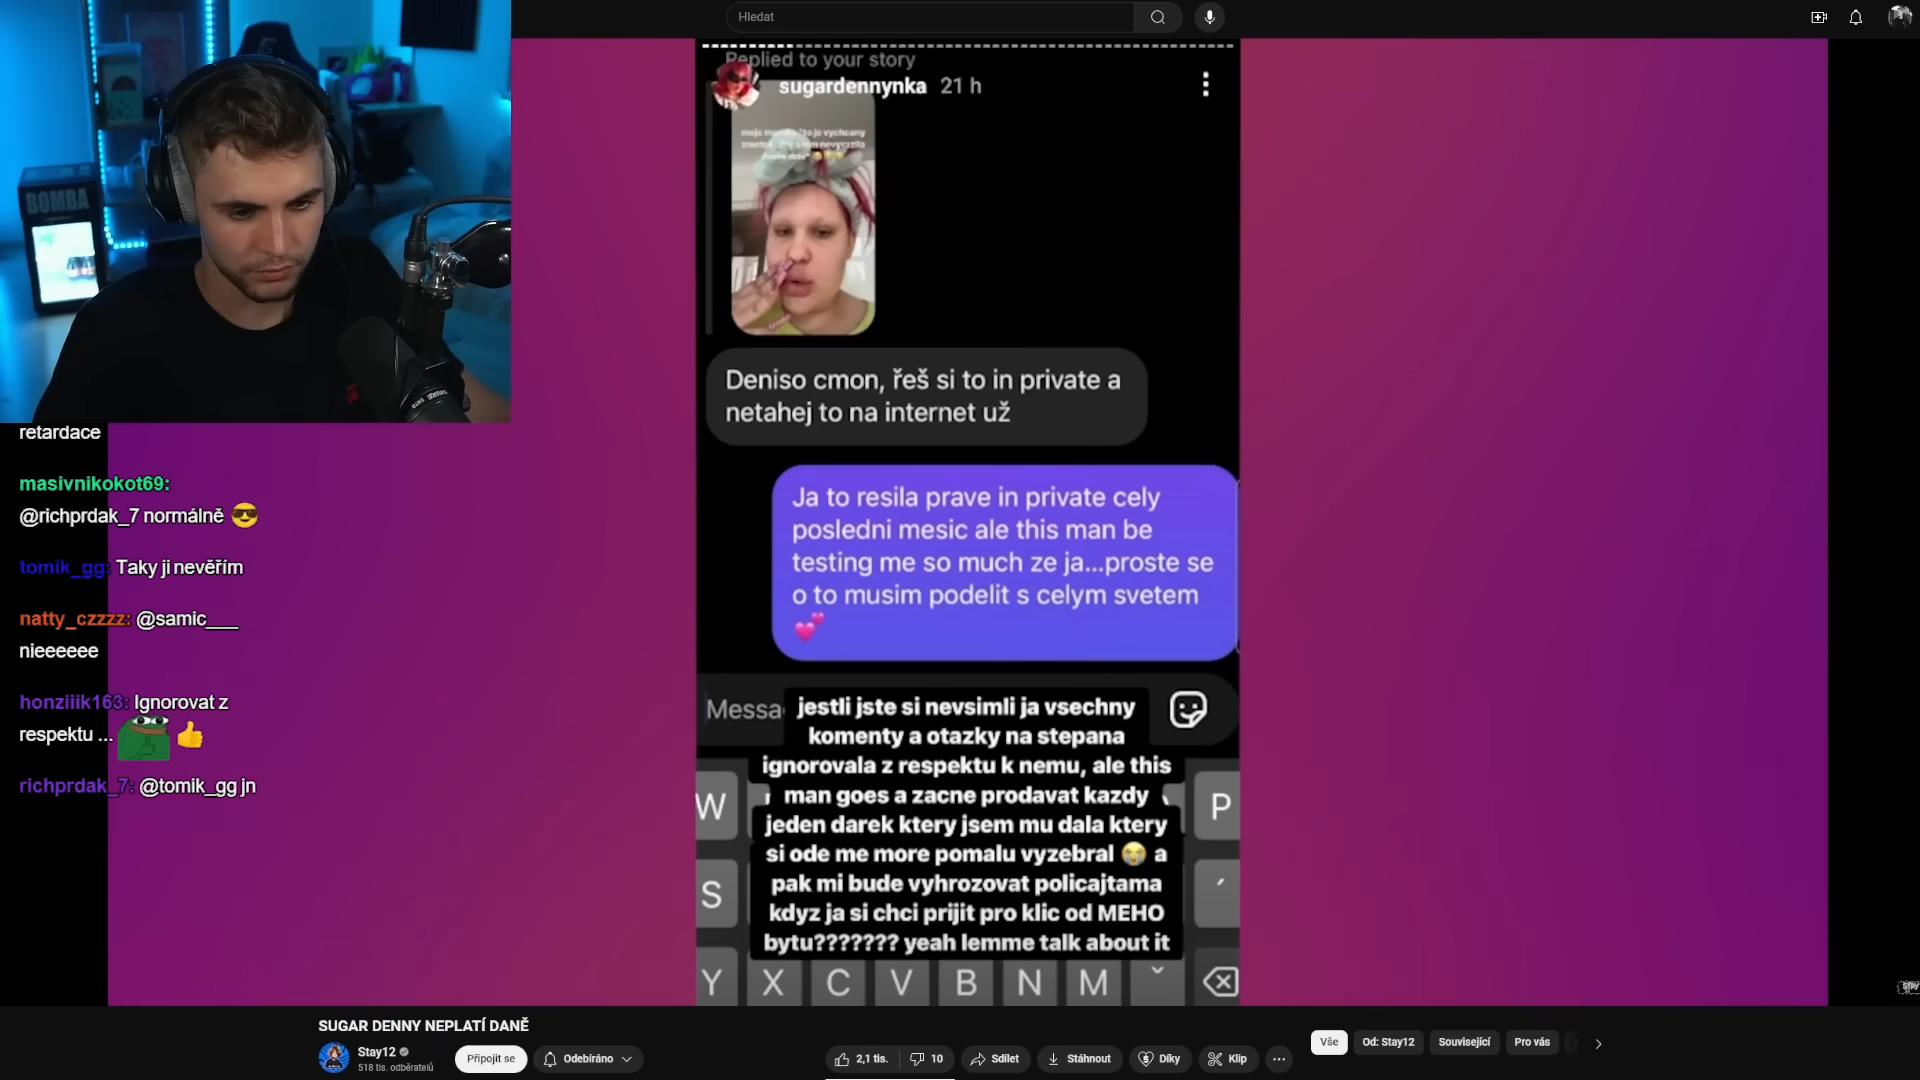 Hledat
Replied to your story
sugardennynka 21 h
BOMBA
Deniso cmon, řeš si to in private a
netahej to na internet už
Ja to resila prave in private cely
posledni mesic ale this man be
testing me so much ze ja...proste se
o to musim podelit s celym svetem
💕
Messa
jestli jste si nevsimli ja vsechny
komenty a otazky na stepana
ignorovala z respektu k nemu, ale this
man goes a zacne prodavat kazdy
jeden darek ktery jsem mu dala ktery
si ode me more pomalu vyzebral 😭 a
pak mi bude vyhrozovat policajtama
kdyz ja si chci prijit pro klic od MEHO
bytu??????? yeah lemme talk about it
W P
S ´
Y X C V B N M ˇ
retardace
masivnikokot69:
@richprdak_7 normálně 😎
tomik_gg: Taky ji nevěřím
natty_czzzz: @samic___
nieeeeee
honziiik163: Ignorovat z
respektu ... 👍
richprdak_7: @tomik_gg jn
SUGAR DENNY NEPLATÍ DANĚ
Stay12
518 tis. odběratelů
Připojit se
Odebíráno
2,1 tis.
10
Sdílet
Stáhnout
Díky
Klip
Vše
Od: Stay12
Související
Pro vás